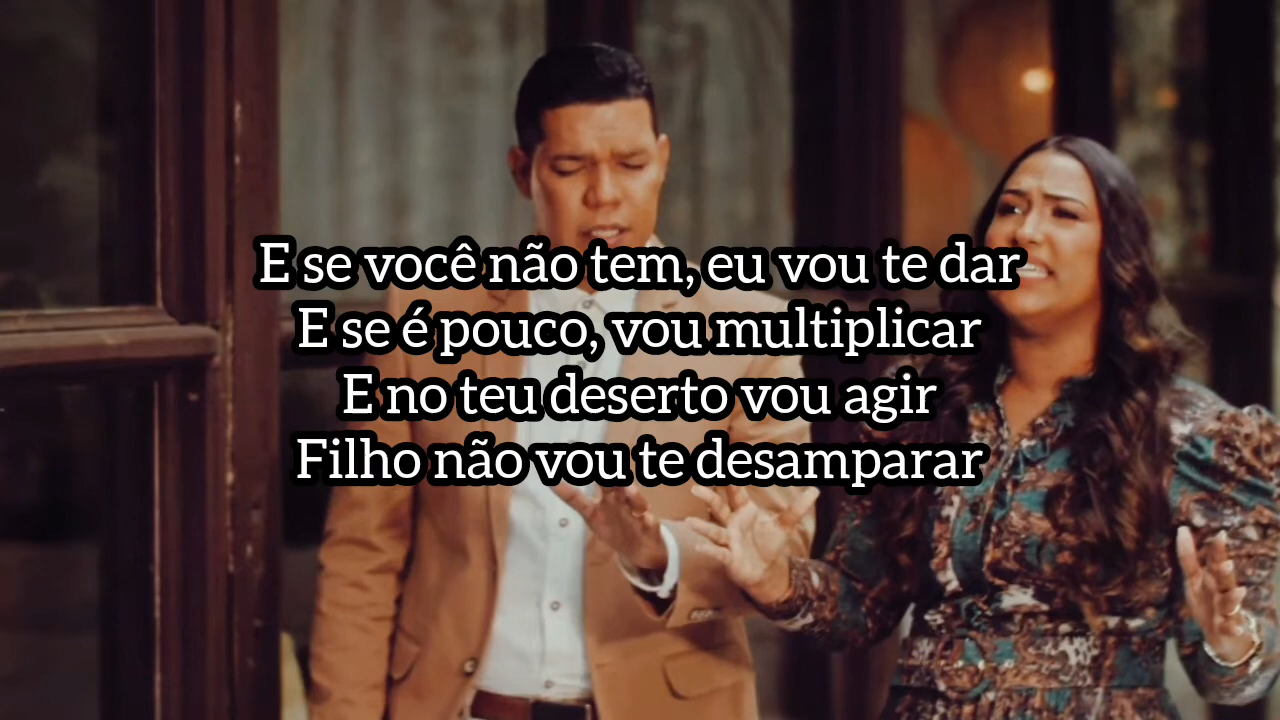 E se você não tem, eu vou te dar
E se é pouco, vou multiplicar
E no teu deserto vou agir
Filho não vou te desamparar